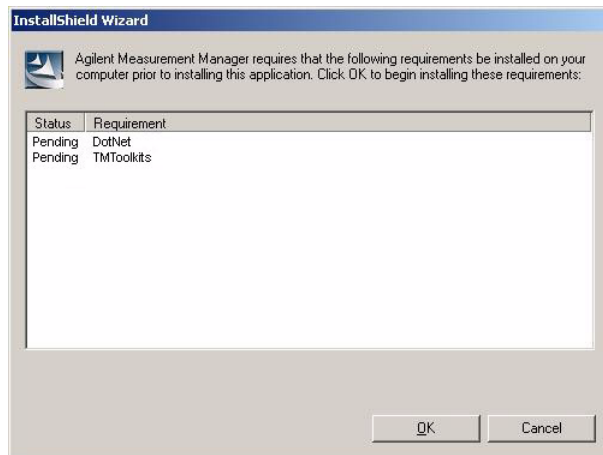 InstallShield Wizard
Agilent Measurement Manager requires that the following requirements be installed on your
computer prior to installing this application. Click OK to begin installing these requirements:
Status Requirement
Pending DotNet
Pending TMToolkits
OK Cancel